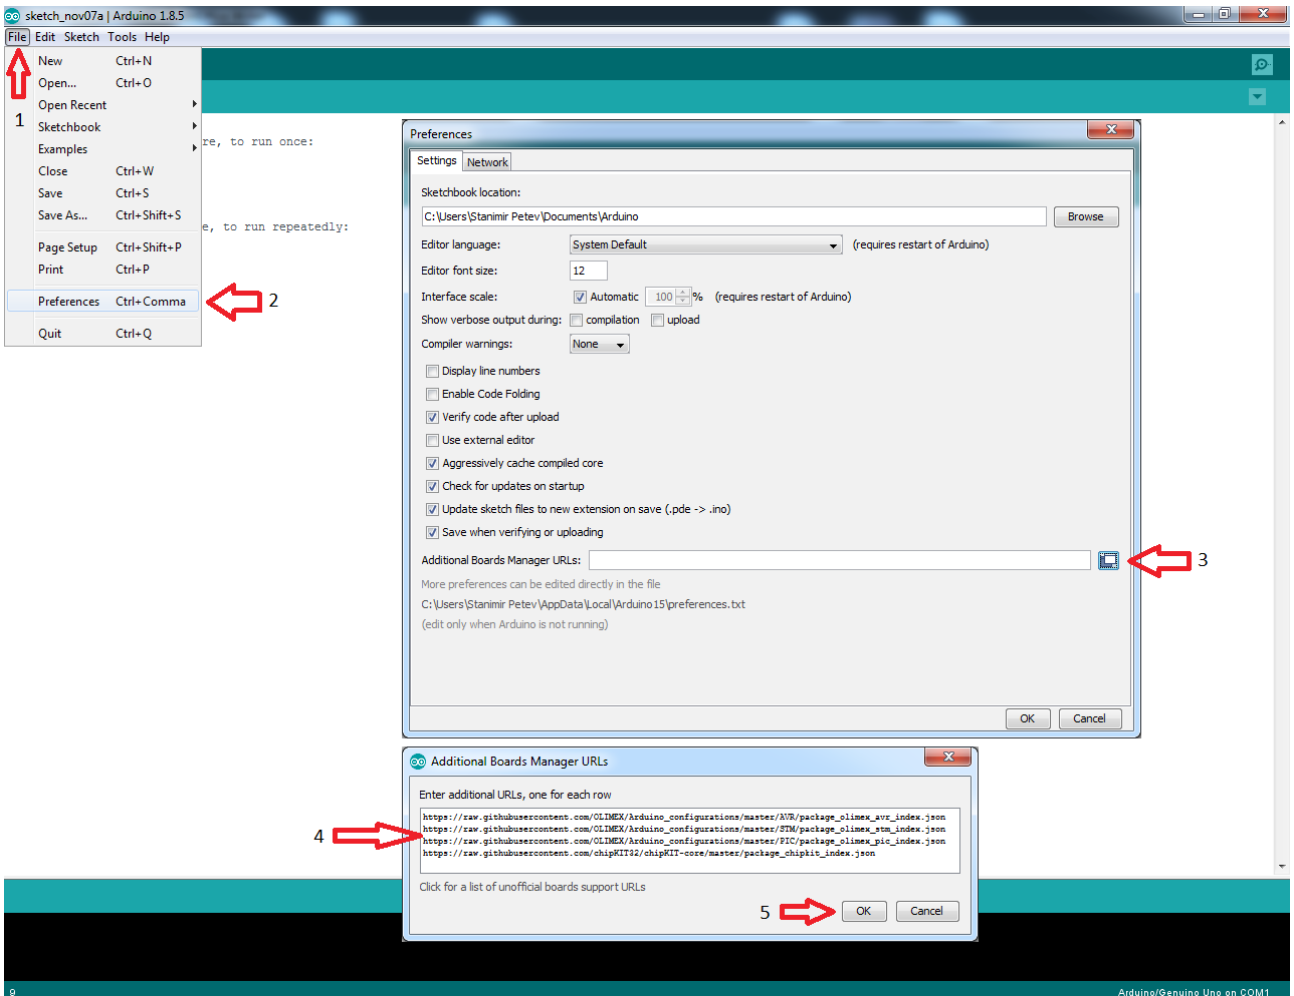 sketch_nov07a | Arduino 1.8.5
File Edit Sketch Tools Help
New Ctrl+N
Open... Ctrl+O
Open Recent
Sketchbook
Examples
Close Ctrl+W
Save Ctrl+S
Save As... Ctrl+Shift+S
Page Setup Ctrl+Shift+P
Print Ctrl+P
Preferences Ctrl+Comma
Quit Ctrl+Q
1
2
re, to run once:
e, to run repeatedly:
Preferences
Settings Network
Sketchbook location:
C:\Users\Stanimir Petev\Documents\Arduino Browse
Editor language: System Default (requires restart of Arduino)
Editor font size: 12
Interface scale: Automatic 100 % (requires restart of Arduino)
Show verbose output during: compilation upload
Compiler warnings: None
Display line numbers
Enable Code Folding
Verify code after upload
Use external editor
Aggressively cache compiled core
Check for updates on startup
Update sketch files to new extension on save (.pde -> .ino)
Save when verifying or uploading
Additional Boards Manager URLs: 3
More preferences can be edited directly in the file
C:\Users\Stanimir Petev\AppData\Local\Arduino15\preferences.txt
(edit only when Arduino is not running)
OK Cancel
Additional Boards Manager URLs
Enter additional URLs, one for each row
https://raw.githubusercontent.com/OLIMEX/Arduino_configurations/master/AVR/package_olimex_avr_index.json
https://raw.githubusercontent.com/OLIMEX/Arduino_configurations/master/STM/package_olimex_stm_index.json
https://raw.githubusercontent.com/OLIMEX/Arduino_configurations/master/PIC/package_olimex_pic_index.json
https://raw.githubusercontent.com/chipKIT32/chipKIT-core/master/package_chipkit_index.json
4
Click for a list of unofficial boards support URLs
5 OK Cancel
9 Arduino/Genuino Uno on COM1